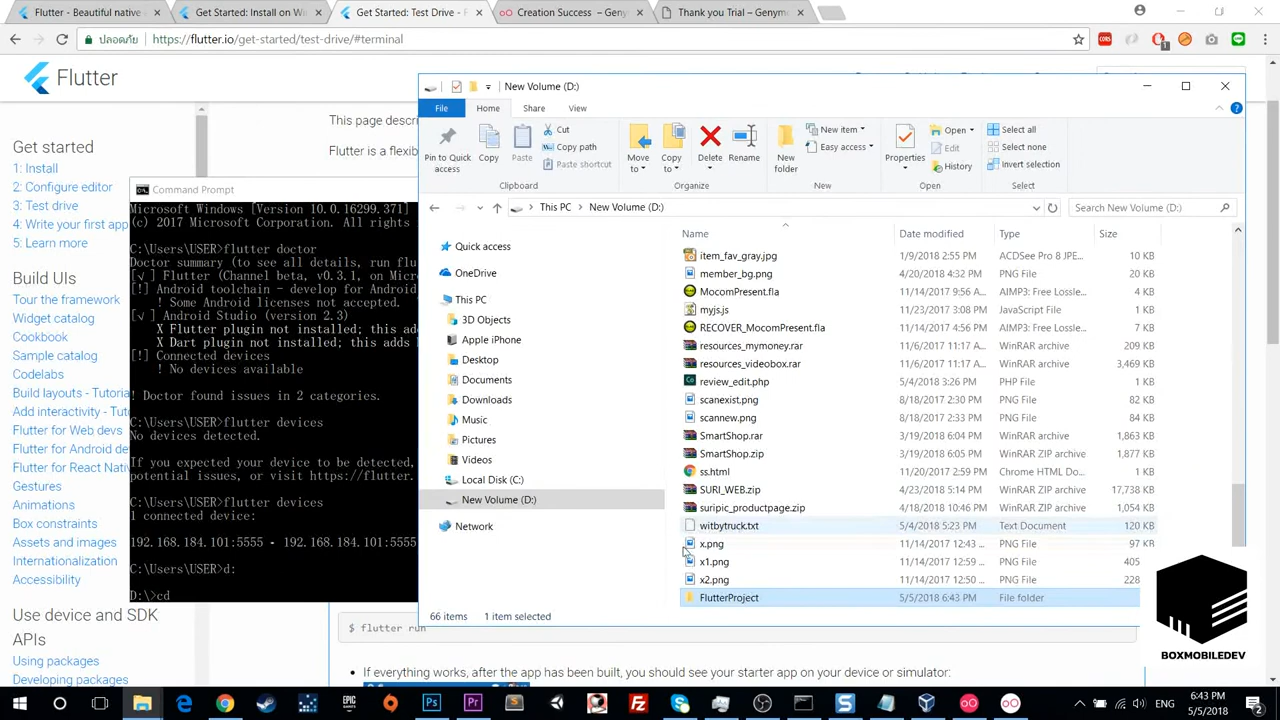 Flutter - Beautiful native
Get Started: Install on Wi
Get Started: Test Drive - F
Creation Success – Geny
Thank you Trial – Genym
ปลอดภัย
https://flutter.io/get-started/test-drive/#terminal
Flutter
This page descri
Flutter is a flexib
Get started
1: Install
2: Configure editor
3: Test drive
4: Write your first app
5: Learn more
Build UIs
Tour the framework
Widget catalog
Cookbook
Sample catalog
Codelabs
Build layouts - Tutoria
Add interactivity - Tut
Flutter for Web devs
Flutter for Android de
Flutter for React Nativ
Gestures
Animations
Box constraints
Assets and images
Internationalization
Accessibility
Use device and SDK
APIs
Using packages
Developing packages
Command Prompt
Microsoft Windows [Version 10.0.16299.371]
(c) 2017 Microsoft Corporation. All rights
C:\Users\USER>flutter doctor
Doctor summary (to see all details, run flu
[√] Flutter (Channel beta, v0.3.1, on Micr
[!] Android toolchain - develop for Android
! Some Android licenses not accepted.
[√] Android Studio (version 2.3)
X Flutter plugin not installed; this ad
X Dart plugin not installed; this adds
[!] Connected devices
! No devices available
! Doctor found issues in 2 categories.
C:\Users\USER>flutter devices
No devices detected.
If you expected your device to be detected,
potential issues, or visit https://flutter.
C:\Users\USER>flutter devices
1 connected device:
192.168.184.101:5555 - 192.168.184.101:5555
C:\Users\USER>d:
D:\>cd
New Volume (D:)
File Home Share View
Pin to Quick access
Copy
Paste
Cut
Copy path
Paste shortcut
Clipboard
Move to
Copy to
Delete
Rename
Organize
New folder
New item
Easy access
New
Properties
Open
Edit
History
Open
Select all
Select none
Invert selection
Select
This PC > New Volume (D:)
Search New Volume (D:)
Quick access
OneDrive
This PC
3D Objects
Apple iPhone
Desktop
Documents
Downloads
Music
Pictures
Videos
Local Disk (C:)
New Volume (D:)
Network
Name Date modified Type Size
item_fav_gray.jpg 1/9/2018 2:55 PM ACDSee Pro 8 JPE... 10 KB
member_bg.png 4/20/2018 4:32 PM PNG File 20 KB
MocomPresent.fla 11/14/2017 9:56 A... AIMP3: Free Lossle... 7 KB
myjs.js 11/23/2017 3:08 PM JavaScript File 1 KB
RECOVER_MocomPresent.fla 11/14/2017 4:56 PM AIMP3: Free Lossle... 7 KB
resources_mymoney.rar 11/6/2017 11:17 AM WinRAR archive 209 KB
resources_videobox.rar 11/6/2017 11:17 AM WinRAR archive 3,469 KB
review_edit.php 5/4/2018 3:26 PM PHP File 1 KB
scanexist.png 8/18/2017 2:30 PM PNG File 82 KB
scannew.png 8/18/2017 2:33 PM PNG File 84 KB
SmartShop.rar 3/19/2018 6:04 PM WinRAR archive 1,863 KB
SmartShop.zip 3/19/2018 6:05 PM WinRAR ZIP archive 1,877 KB
ss.html 11/20/2017 2:59 PM Chrome HTML Do...
SURI_WEB.zip 4/23/2018 5:14 PM WinRAR ZIP archive 17,738 KB
suripic_productpage.zip 4/18/2018 10:46 PM WinRAR ZIP archive 1,054 KB
witbytruck.txt 5/4/2018 5:23 PM Text Document 120 KB
x.png 11/14/2017 12:43 ... PNG File 97 KB
x1.png 11/14/2017 12:59 ... PNG File 405
x2.png 11/14/2017 12:50 ... PNG File 228
FlutterProject 5/5/2018 6:43 PM File folder
66 items 1 item selected
$ flutter run
If everything works, after the app has been built, you should see your starter app on your device or simulator:
BOXMOBILEDEV
ENG
6:43 PM
5/5/2018